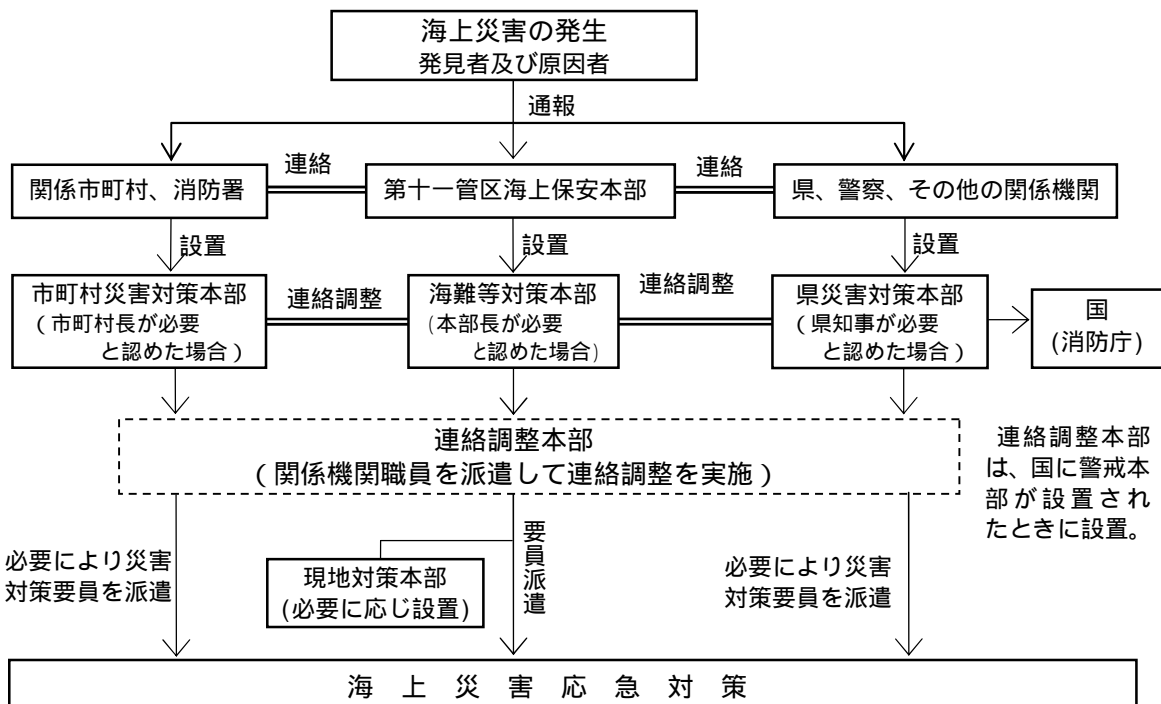 海上災害の発生
発見者及び原因者
通報
関係市町村、消防署
連絡
第十一管区海上保安本部
連絡
県、警察、その他の関係機関
設置
設置
設置
市町村災害対策本部
（市町村長が必要
と認めた場合）
連絡調整
海難等対策本部
(本部長が必要
と認めた場合)
連絡調整
県災害対策本部
（県知事が必要
と認めた場合）
国
(消防庁)
連絡調整本部
（関係機関職員を派遣して連絡調整を実施）
連絡調整本部
は、国に警戒本
部が設置され
たときに設置。
必要により災害
対策要員を派遣
現地対策本部
(必要に応じ設置)
要員派遣
必要により災害
対策要員を派遣
海上災害応急対策